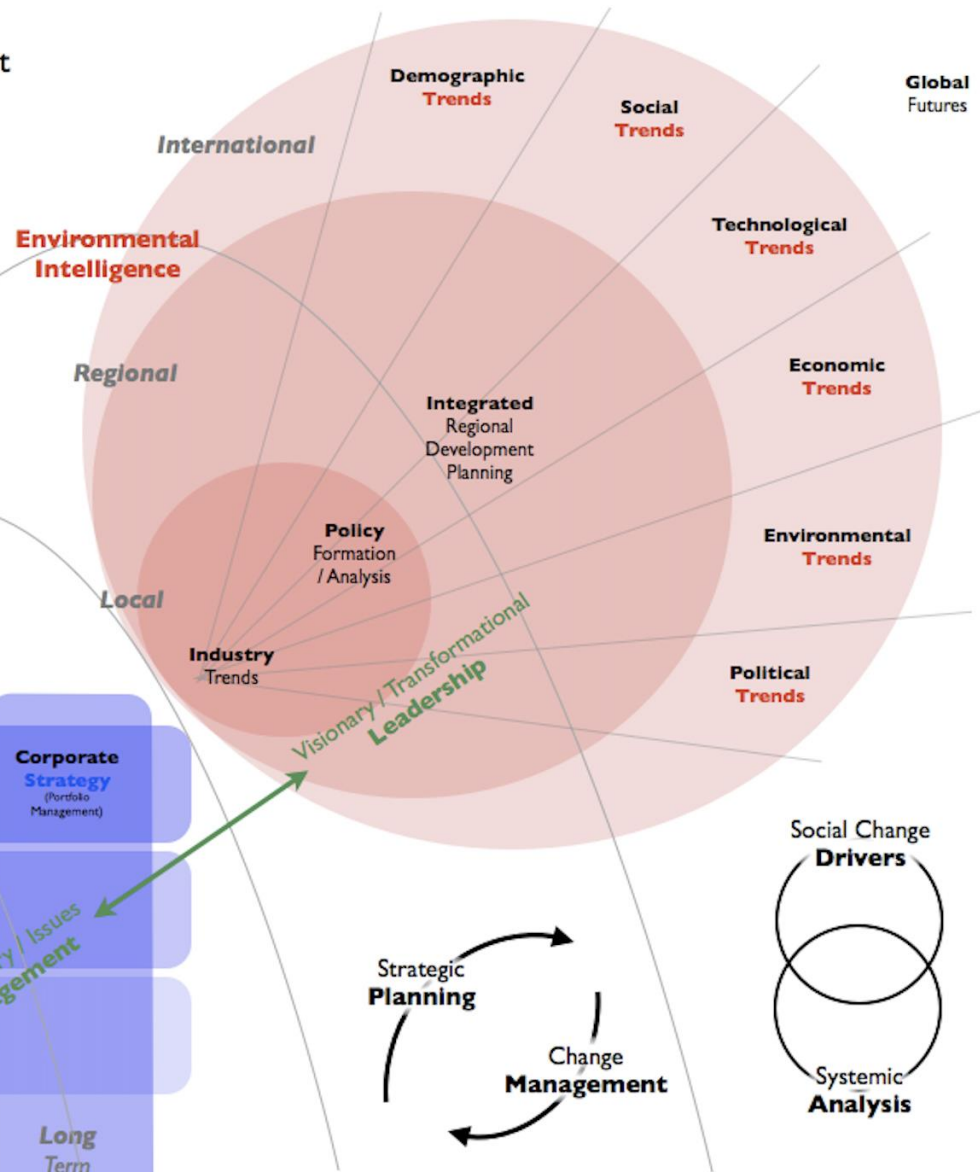 t
Demographic
Trends
Social
Trends
Global
Futures
International
Technological
Trends
Environmental
Intelligence
Regional
Economic
Trends
Integrated
Regional
Development
Planning
Policy
Formation
/ Analysis
Environmental
Trends
Local
Industry
Trends
Visionary / Transformational
Leadership
Political
Trends
Corporate
Strategy
(Portfolio
Management)
Social Change
Drivers
y / Issues
gement
Strategic
Planning
Change
Management
Systemic
Analysis
Long
Term